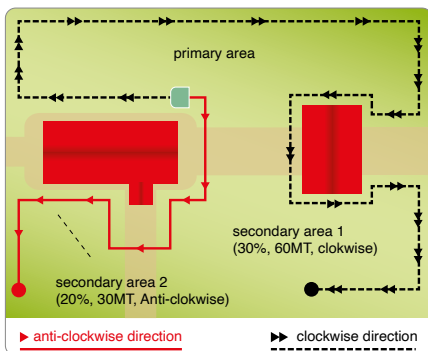 primary area
secondary area 1
(30%, 60MT, clokwise)
secondary area 2
(20%, 30MT, Anti-clokwise)
anti-clockwise direction
clockwise direction